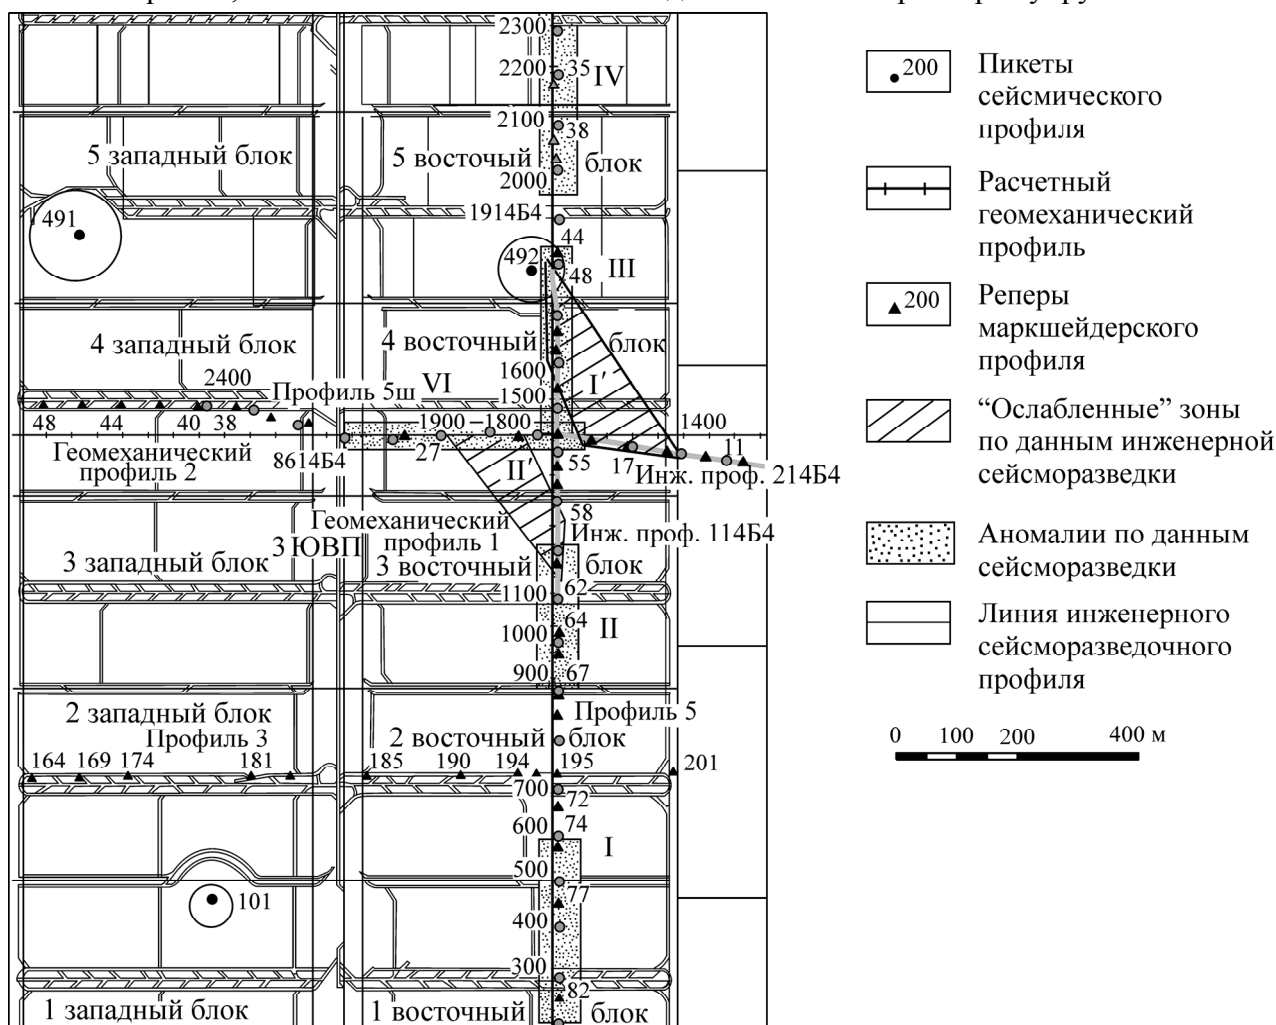 2300
2200
35
IV
2100
38
5 западный блок
5 восточый
блок
2000
1914Б4
491
44
492
III
48
4 западный блок
4 восточный
блок
1600
2400
Профиль 5ш
VI
1500
I′
48
44
40
38
1900
1800
1400
27
11
Геомеханический
профиль 2
8614Б4
II′
55
17
Инж. проф. 214Б4
58
Геомеханический
профиль 1
Инж. проф. 114Б4
3 ЮВП
3 западный блок
3 восточный
блок
1100
62
64
1000
II
900
67
2 западный блок
Профиль 5
Профиль 3
2 восточный
блок
164
169
174
181
185
190
194
195
201
700
72
600
74
I
500
77
101
400
300
82
1 западный блок
1 восточный
блок
200
Пикеты
сейсмического
профиля
Расчетный
геомеханический
профиль
200
Реперы
маркшейдерского
профиля
“Ослабленные” зоны
по данным инженерной
сейсморазведки
Аномалии по данным
сейсморазведки
Линия инженерного
сейсморазведочного
профиля
0
100
200
400 м